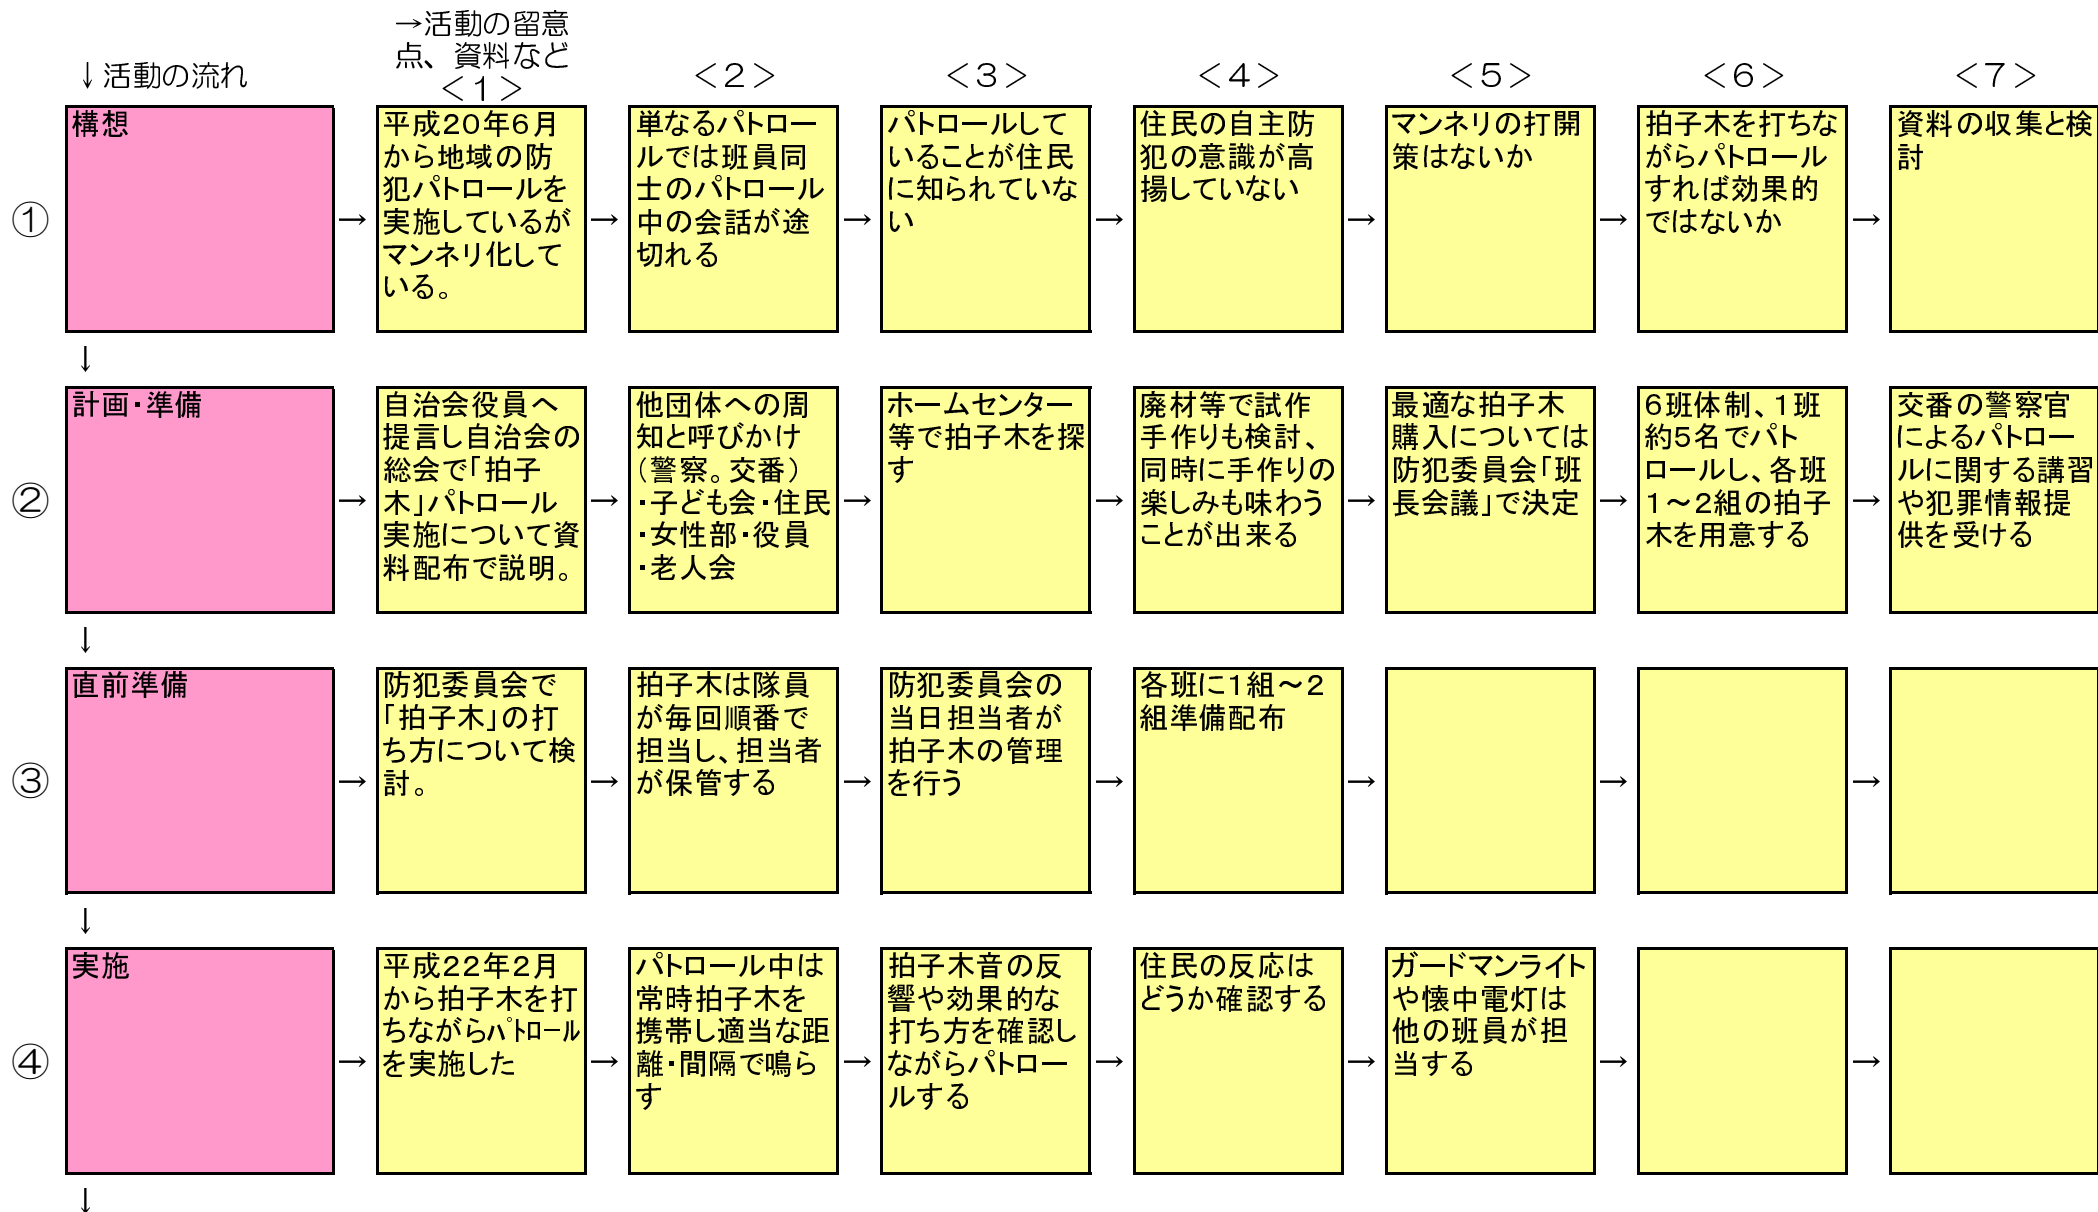 ↓活動の流れ
→活動の留意
点、資料など
＜１＞
＜２＞
＜３＞
＜４＞
＜５＞
＜６＞
＜７＞
①
構想
→
平成２０年６月
から地域の防
犯パトロールを
実施しているが
マンネリ化して
いる。
→
単なるパトロー
ルでは班員同
士のパトロール
中の会話が途
切れる
→
パトロールして
いることが住民
に知られていな
い
→
住民の自主防
犯の意識が高
揚していない
→
マンネリの打開
策はないか
→
拍子木を打ちな
がらパトロール
すれば効果的
ではないか
→
資料の収集と検
討
↓
②
計画・準備
→
自治会役員へ
提言し自治会の
総会で「拍子
木」パトロール
実施について資
料配布で説明。
→
他団体への周
知と呼びかけ
（警察。交番）
・子ども会・住民
・女性部・役員
・老人会
→
ホームセンター
等で拍子木を探
す
→
廃材等で試作
手作りも検討、
同時に手作りの
楽しみも味わう
ことが出来る
→
最適な拍子木
購入については
防犯委員会「班
長会議」で決定
→
６班体制、１班
約５名でパト
ロールし、各班
１～２組の拍子
木を用意する
→
交番の警察官
によるパトロー
ルに関する講習
や犯罪情報提
供を受ける
↓
③
直前準備
→
防犯委員会で
「拍子木」の打
ち方について検
討。
→
拍子木は隊員
が毎回順番で
担当し、担当者
が保管する
→
防犯委員会の
当日担当者が
拍子木の管理
を行う
→
各班に１組～２
組準備配布
→
→
→
↓
④
実施
→
平成２２年２月
から拍子木を打
ちながらﾊﾟﾄﾛｰﾙ
を実施した
→
パトロール中は
常時拍子木を
携帯し適当な距
離・間隔で鳴ら
す
→
拍子木音の反
響や効果的な
打ち方を確認し
ながらパトロー
ルする
→
住民の反応は
どうか確認する
→
ガードマンライト
や懐中電灯は
他の班員が担
当する
→
→
↓